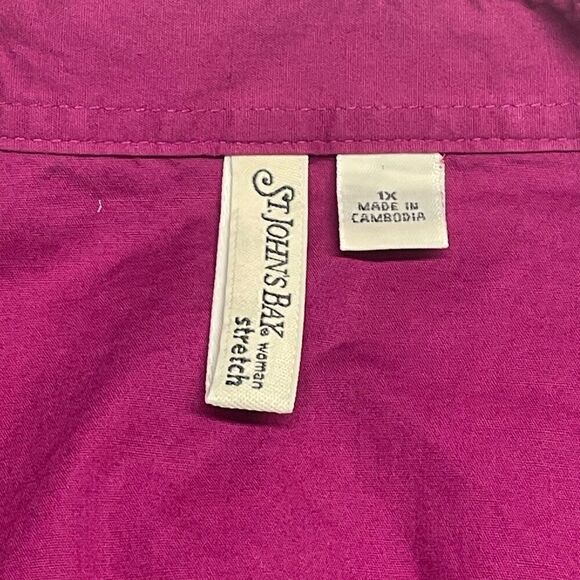 ST. JOHN'S BAY® woman
stretch
1X
MADE IN
CAMBODIA